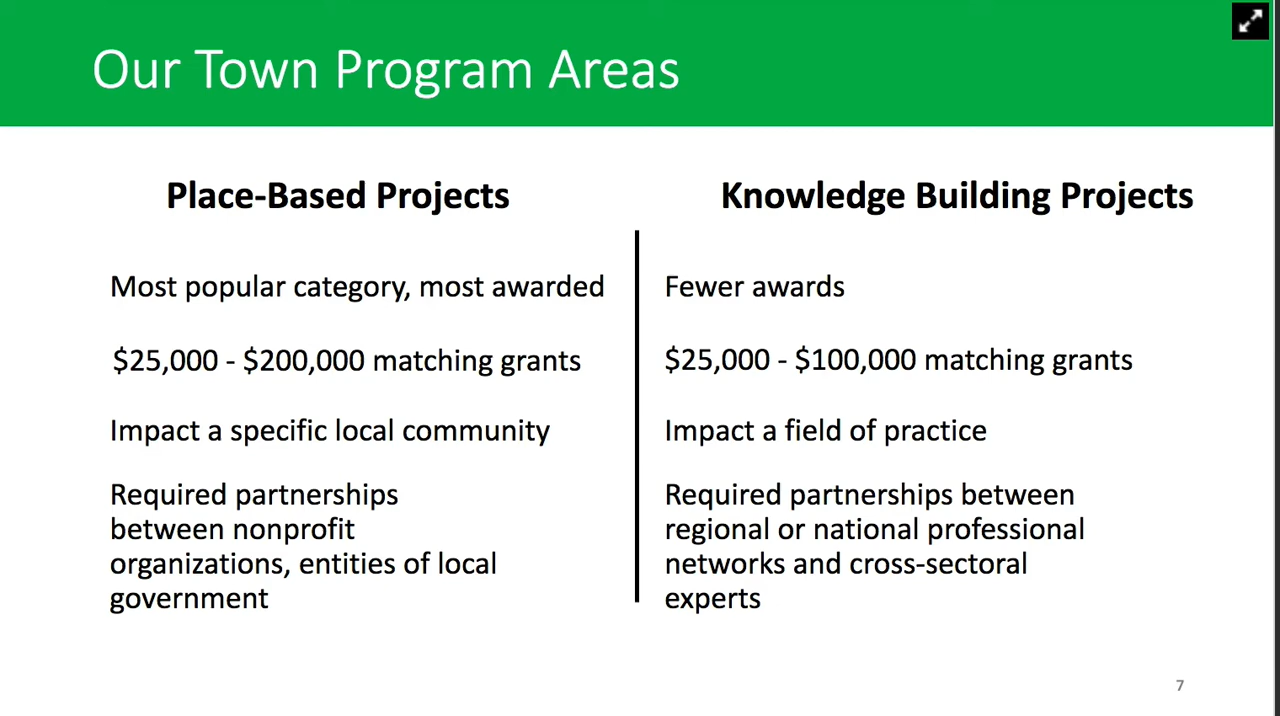 Our Town Program Areas
Place-Based Projects
Most popular category, most awarded
$25,000 - $200,000 matching grants
Impact a specific local community
Required partnerships
between nonprofit
organizations, entities of local
government
Knowledge Building Projects
Fewer awards
$25,000 - $100,000 matching grants
Impact a field of practice
Required partnerships between
regional or national professional
networks and cross-sectoral
experts
7